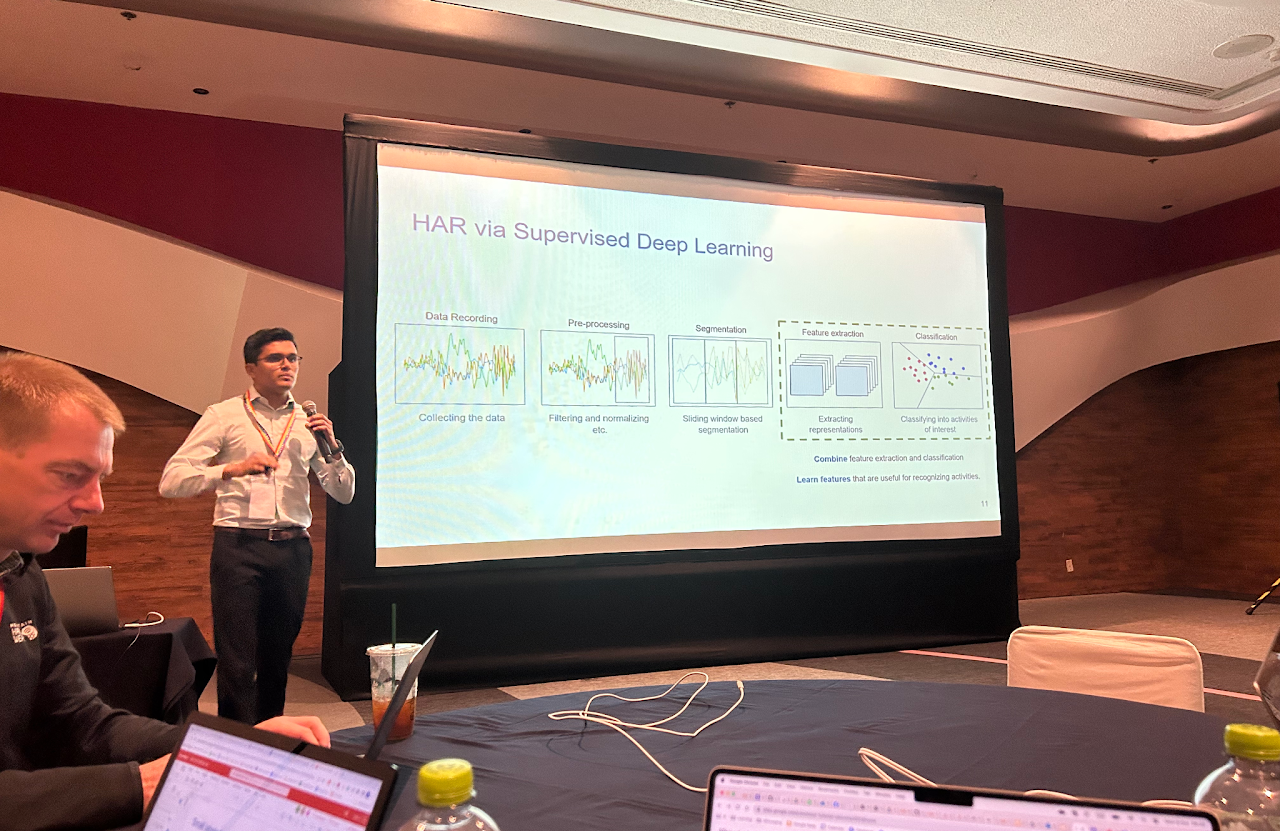 HAR via Supervised Deep Learning
Data Recording
Pre-processing
Segmentation
Feature extraction
Classification
Collecting the data
Filtering and normalizing
etc.
Sliding window based
segmentation
Extracting
representations
Classifying into activities
of interest
Combine feature extraction and classification
Learn features that are useful for recognizing activities.
11